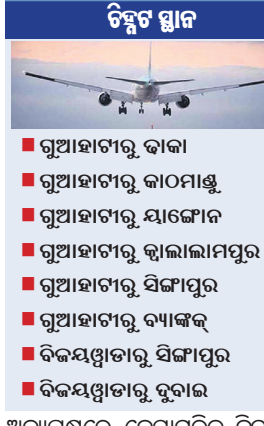 ଚିହ୍ନଟ ସ୍ଥାନ
ଗୁଆହାଟୀରୁ ଢାକା
ଗୁଆହାଟୀରୁ କାଠମାଣ୍ଡୁ
ଗୁଆହାଟୀରୁ ୟାଙ୍ଗୋନ
ଗୁଆହାଟୀରୁ କ୍ୱାଲାଲାମପୁର
ଗୁଆହାଟୀରୁ ସିଙ୍ଗାପୁର
ଗୁଆହାଟୀରୁ ବ୍ୟାଙ୍କକ୍
ବିଜୟୱାଡାରୁ ସିଙ୍ଗାପୁର
ବିଜୟୱାଡାରୁ ଦୁବାଇ